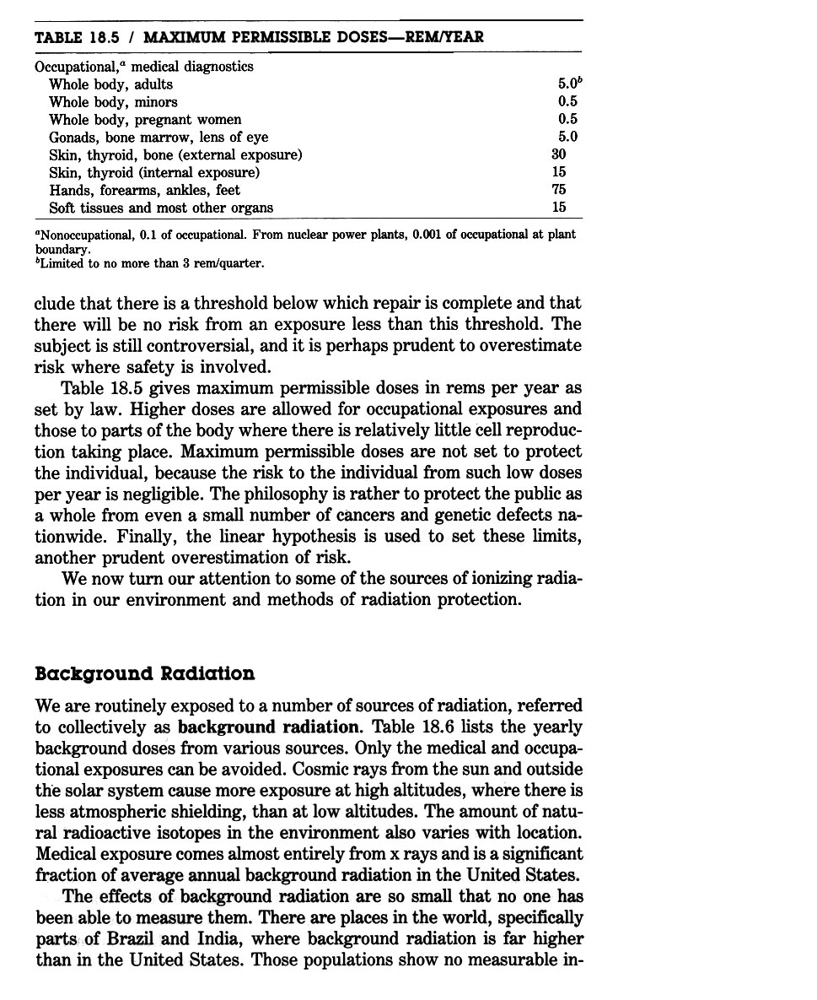 TABLE 18.5 / MAXIMUM PERMISSIBLE DOSES—REM/YEAR
Occupational,ᵃ medical diagnostics
Whole body, adults 5.0ᵇ
Whole body, minors 0.5
Whole body, pregnant women 0.5
Gonads, bone marrow, lens of eye 5.0
Skin, thyroid, bone (external exposure) 30
Skin, thyroid (internal exposure) 15
Hands, forearms, ankles, feet 75
Soft tissues and most other organs 15
ᵃNonoccupational, 0.1 of occupational. From nuclear power plants, 0.001 of occupational at plant
boundary.
ᵇLimited to no more than 3 rem/quarter.
clude that there is a threshold below which repair is complete and that
there will be no risk from an exposure less than this threshold. The
subject is still controversial, and it is perhaps prudent to overestimate
risk where safety is involved.
Table 18.5 gives maximum permissible doses in rems per year as
set by law. Higher doses are allowed for occupational exposures and
those to parts of the body where there is relatively little cell reproduc-
tion taking place. Maximum permissible doses are not set to protect
the individual, because the risk to the individual from such low doses
per year is negligible. The philosophy is rather to protect the public as
a whole from even a small number of cancers and genetic defects na-
tionwide. Finally, the linear hypothesis is used to set these limits,
another prudent overestimation of risk.
We now turn our attention to some of the sources of ionizing radia-
tion in our environment and methods of radiation protection.
Background Radiation
We are routinely exposed to a number of sources of radiation, referred
to collectively as background radiation. Table 18.6 lists the yearly
background doses from various sources. Only the medical and occupa-
tional exposures can be avoided. Cosmic rays from the sun and outside
the solar system cause more exposure at high altitudes, where there is
less atmospheric shielding, than at low altitudes. The amount of natu-
ral radioactive isotopes in the environment also varies with location.
Medical exposure comes almost entirely from x rays and is a significant
fraction of average annual background radiation in the United States.
The effects of background radiation are so small that no one has
been able to measure them. There are places in the world, specifically
parts of Brazil and India, where background radiation is far higher
than in the United States. Those populations show no measurable in-